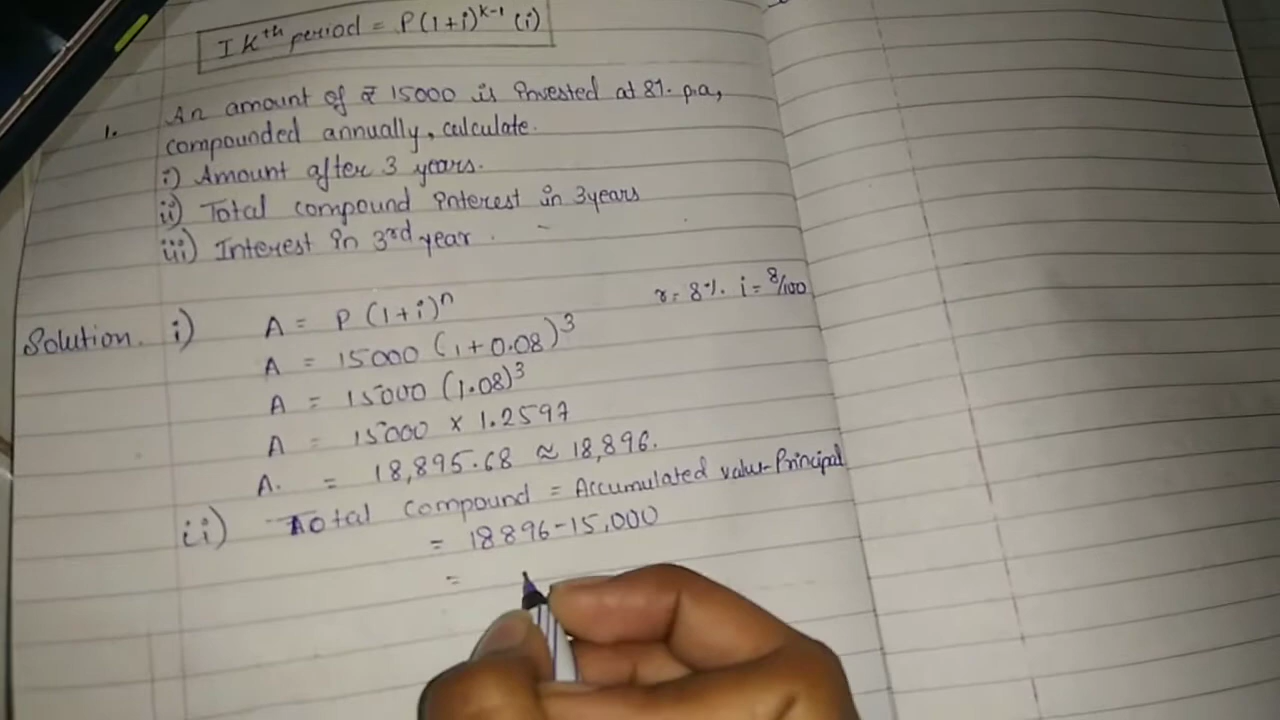 I Kth period = P(1+i)^k-1 (i)
1. An amount of ₹ 15000 is invested at 8% p.a,
compounded annually, calculate.
i) Amount after 3 years.
ii) Total compound interest in 3years
iii) Interest in 3rd year.
r = 8%. i = 8/100
Solution. i) A = P (1+i)^n
A = 15000 (1+0.08)^3
A = 15000 (1.08)^3
A = 15000 × 1.2597
A. = 18,895.68 ≈ 18,896.
ii) Total compound = Accumulated value-Principal
= 18896-15,000
=